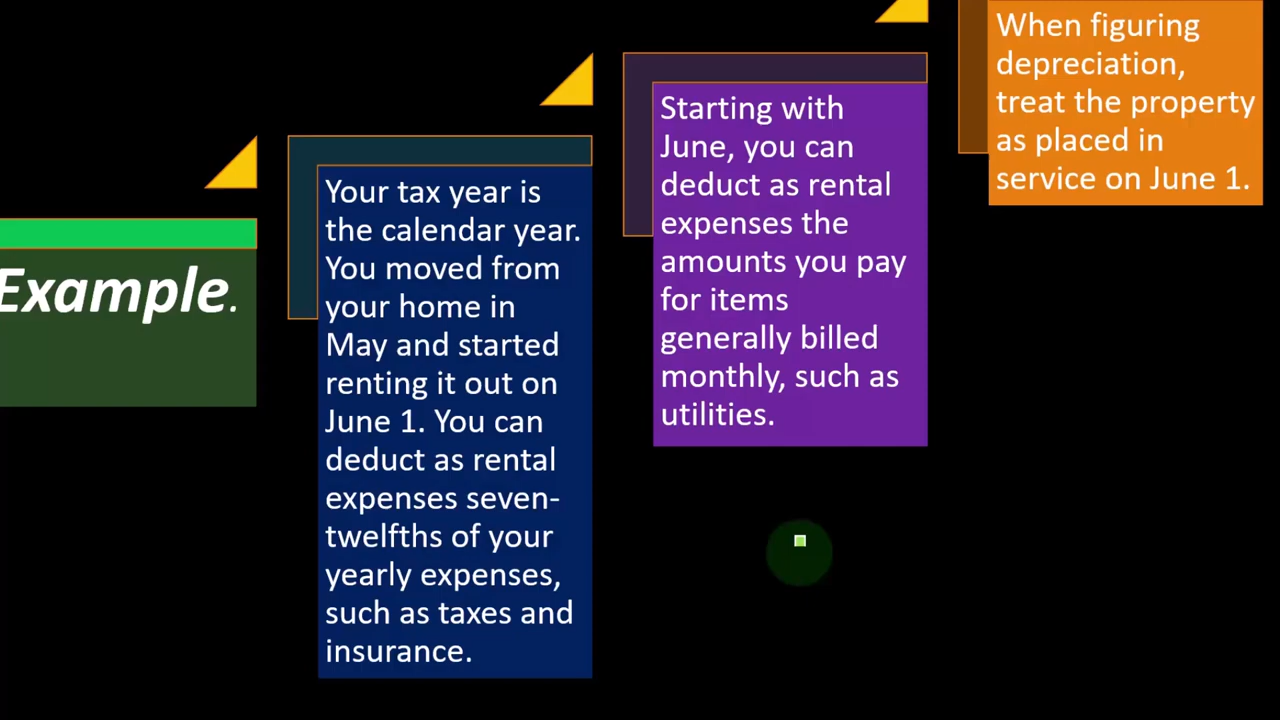 Example.
Your tax year is
the calendar year.
You moved from
your home in
May and started
renting it out on
June 1. You can
deduct as rental
expenses seven-
twelfths of your
yearly expenses,
such as taxes and
insurance.
Starting with
June, you can
deduct as rental
expenses the
amounts you pay
for items
generally billed
monthly, such as
utilities.
When figuring
depreciation,
treat the property
as placed in
service on June 1.